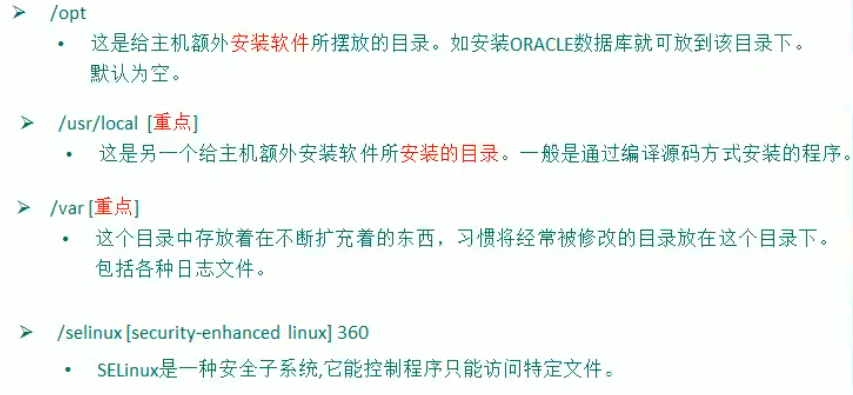 ➢ /opt
• 这是给主机额外安装软件所摆放的目录。如安装ORACLE数据库就可放到该目录下。
默认为空。
➢ /usr/local [重点]
• 这是另一个给主机额外安装软件所安装的目录。一般是通过编译源码方式安装的程序。
➢ /var [重点]
• 这个目录中存放着在不断扩充着的东西，习惯将经常被修改的目录放在这个目录下。
包括各种日志文件。
➢ /selinux [security-enhanced linux] 360
• SELinux是一种安全子系统,它能控制程序只能访问特定文件。